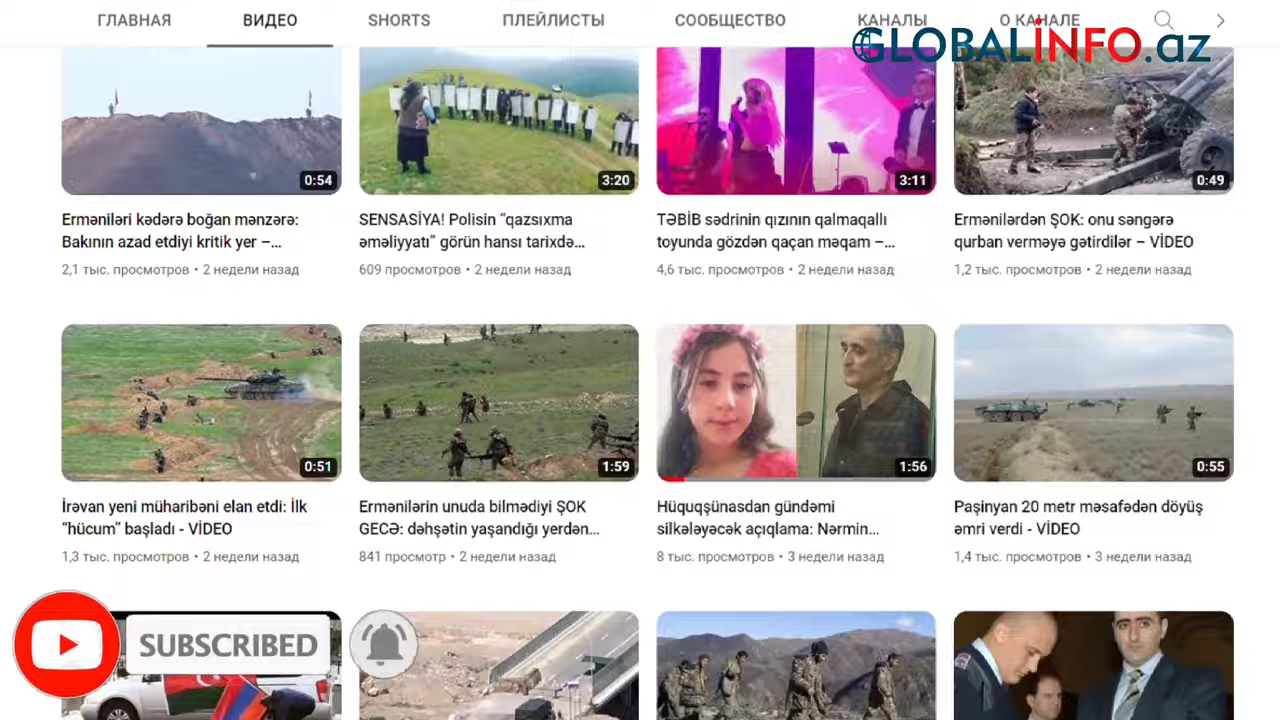 ГЛАВНАЯ ВИДЕО SHORTS ПЛЕЙЛИСТЫ СООБЩЕСТВО КАНАЛЫ О КАНАЛЕ
GLOBALİNFO.az
0:54 3:20 3:11 0:49
Erməniləri kədərə boğan mənzərə:
Bakının azad etdiyi kritik yer –...
2,1 тыс. просмотров • 2 недели назад
SENSASİYA! Polisin “qazsıxma
əməliyyatı” görün hansı tarixdə...
609 просмотров • 2 недели назад
TƏBİB sədrinin qızının qalmaqallı
toyunda gözdən qaçan məqam –...
4,6 тыс. просмотров • 2 недели назад
Ermənilərdən ŞOK: onu səngərə
qurban verməyə gətirdilər – VİDEO
1,2 тыс. просмотров • 2 недели назад
0:51 1:59 1:56 0:55
İrəvan yeni müharibəni elan etdi: İlk
“hücum” başladı - VİDEO
1,3 тыс. просмотров • 2 недели назад
Ermənilərin unuda bilmədiyi ŞOK
GECƏ: dəhşətin yaşandığı yerdən...
841 просмотр • 2 недели назад
Hüquqşünasdan gündəmi
silkələyəcək açıqlama: Nərmin...
8 тыс. просмотров • 3 недели назад
Paşinyan 20 metr məsafədən döyüş
əmri verdi - VİDEO
1,4 тыс. просмотров • 3 недели назад
SUBSCRIBED